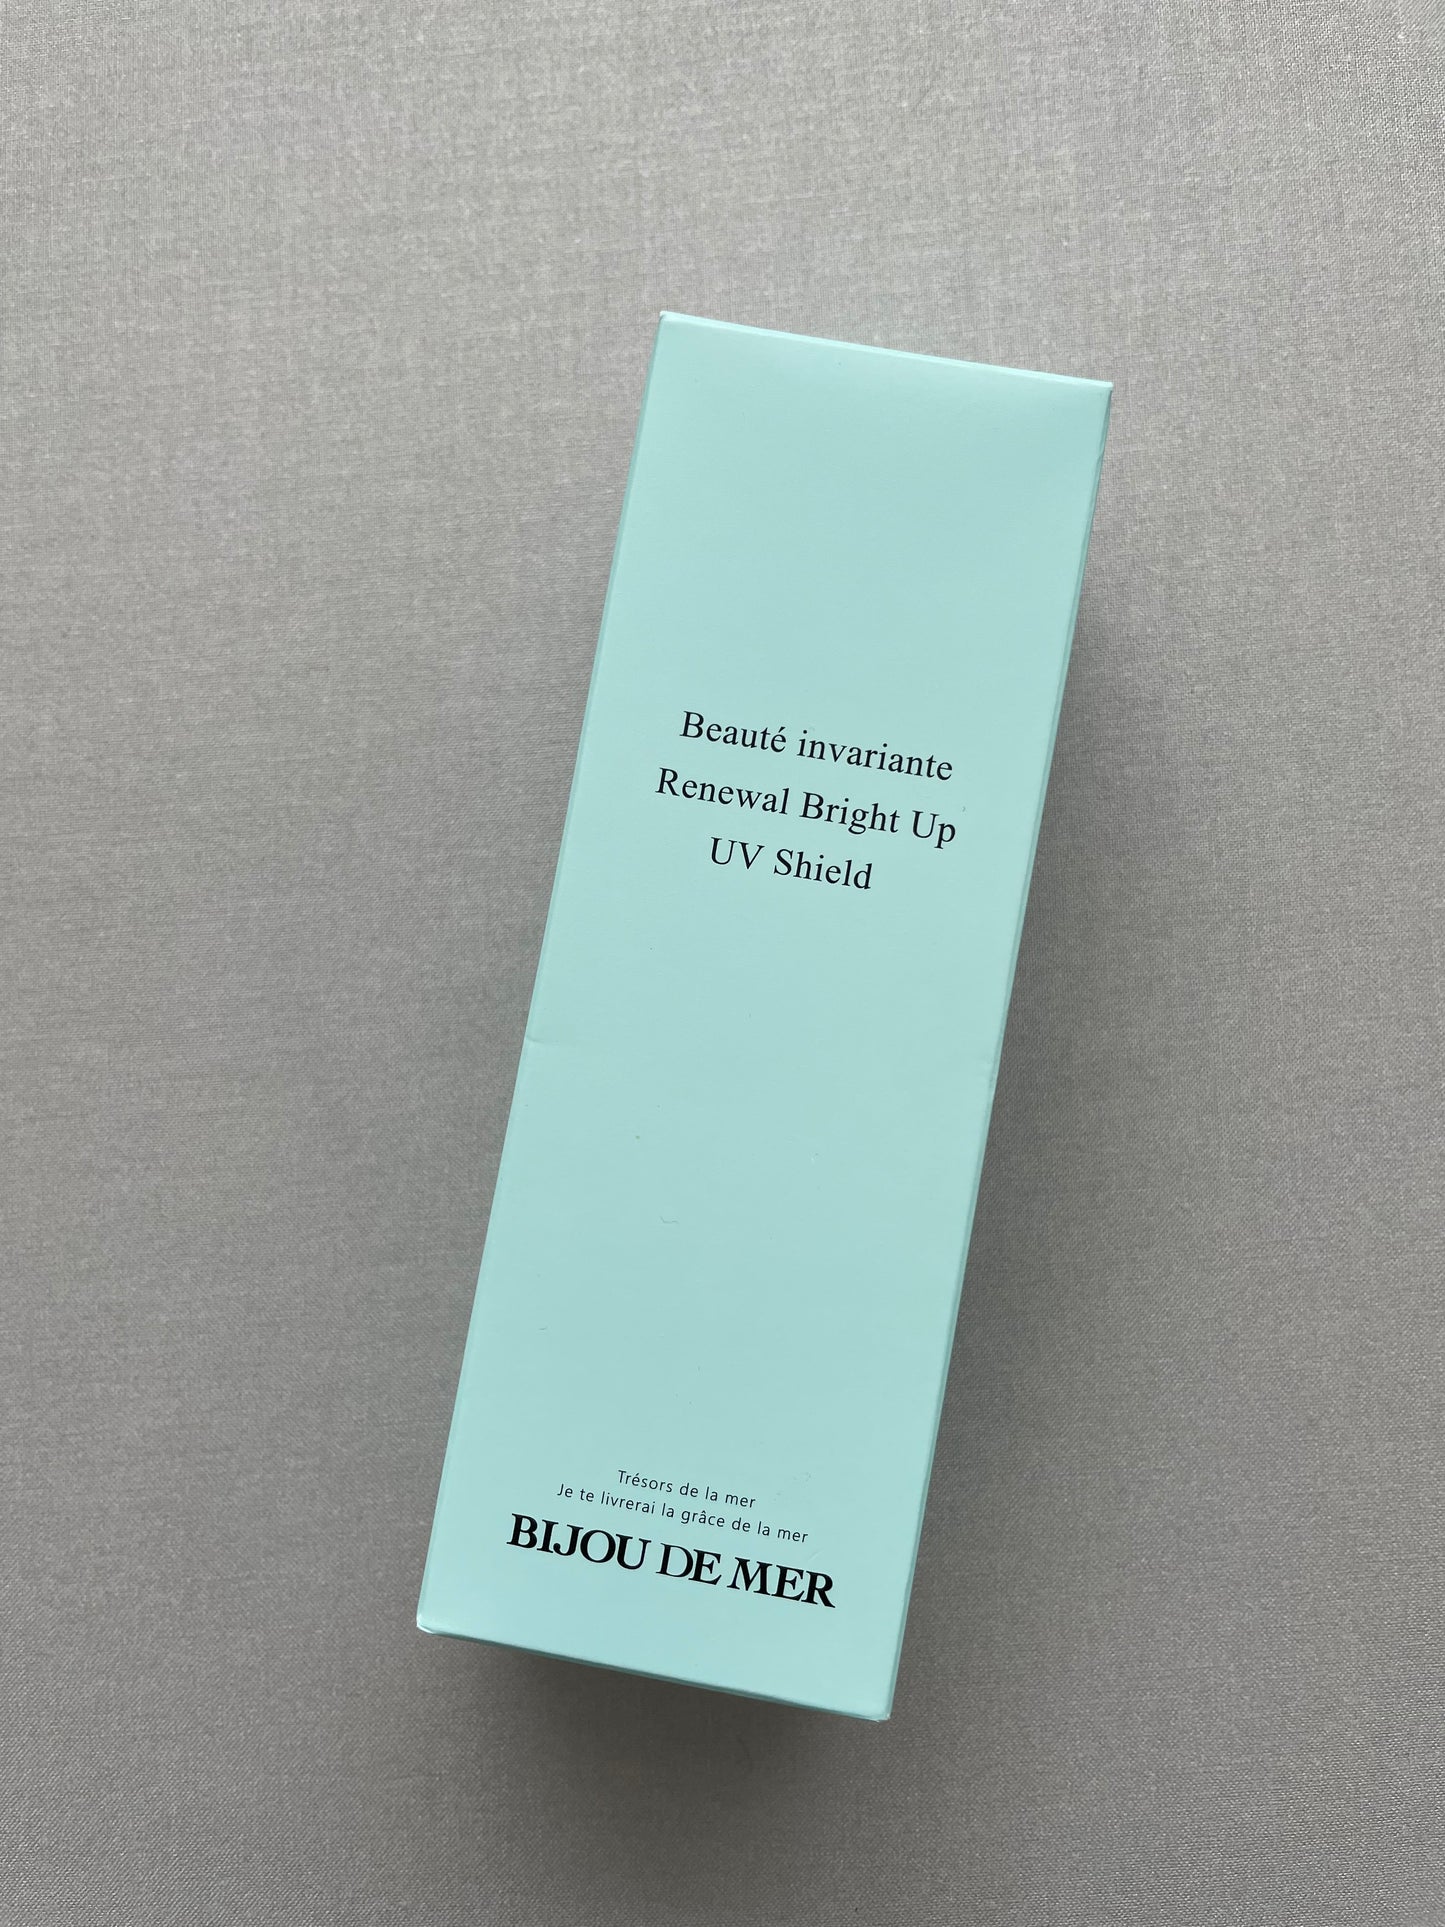 Beauté invariante
Renewal Bright Up
UV Shield
Trésors de la mer
Je te livrerai la grâce de la mer
BIJOU DE MER